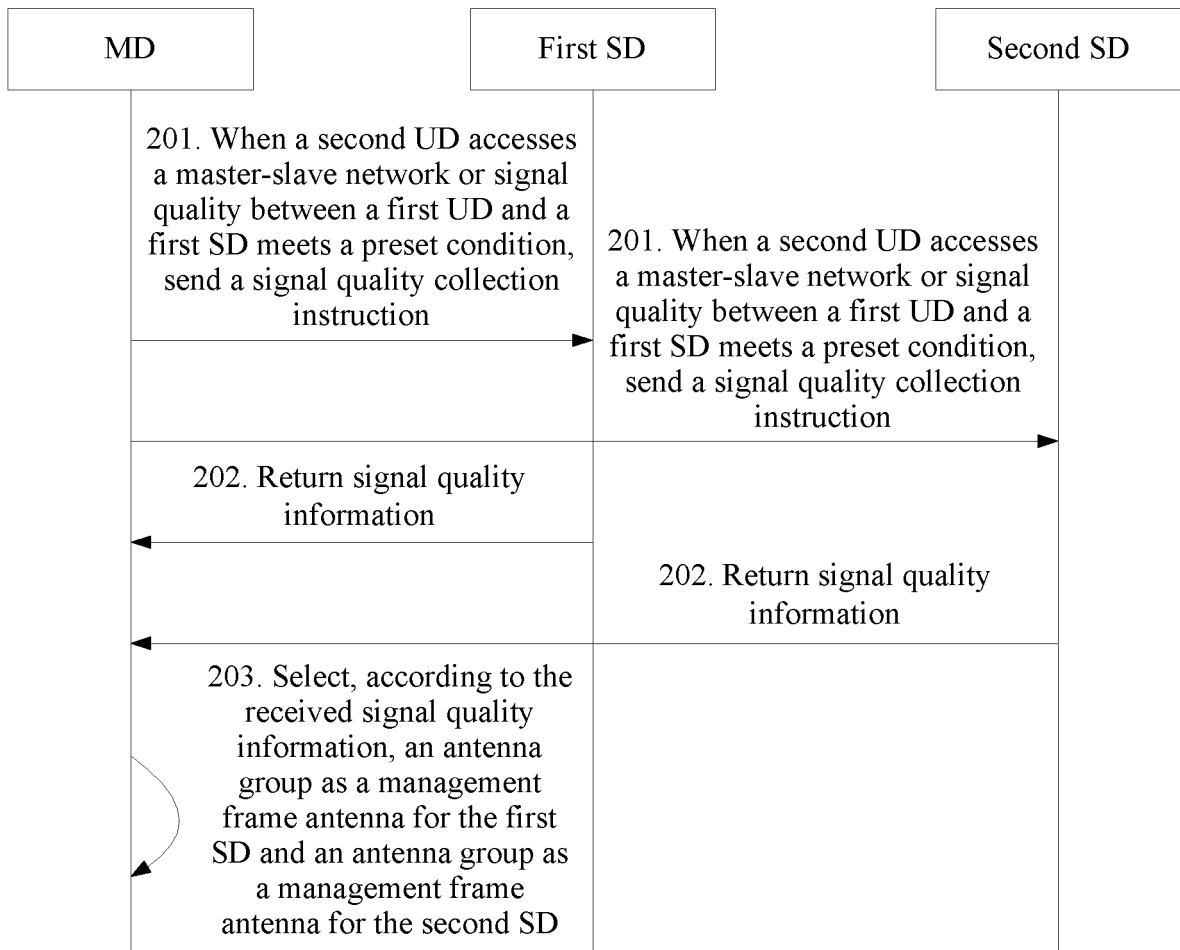 MD
First SD
Second SD
201. When a second UD accesses
a master-slave network or signal
quality between a first UD and a
first SD meets a preset condition,
send a signal quality collection
instruction
201. When a second UD accesses
a master-slave network or signal
quality between a first UD and a
first SD meets a preset condition,
send a signal quality collection
instruction
202. Return signal quality
information
202. Return signal quality
information
203. Select, according to the
received signal quality
information, an antenna
group as a management
frame antenna for the first
SD and an antenna group as
a management frame
antenna for the second SD